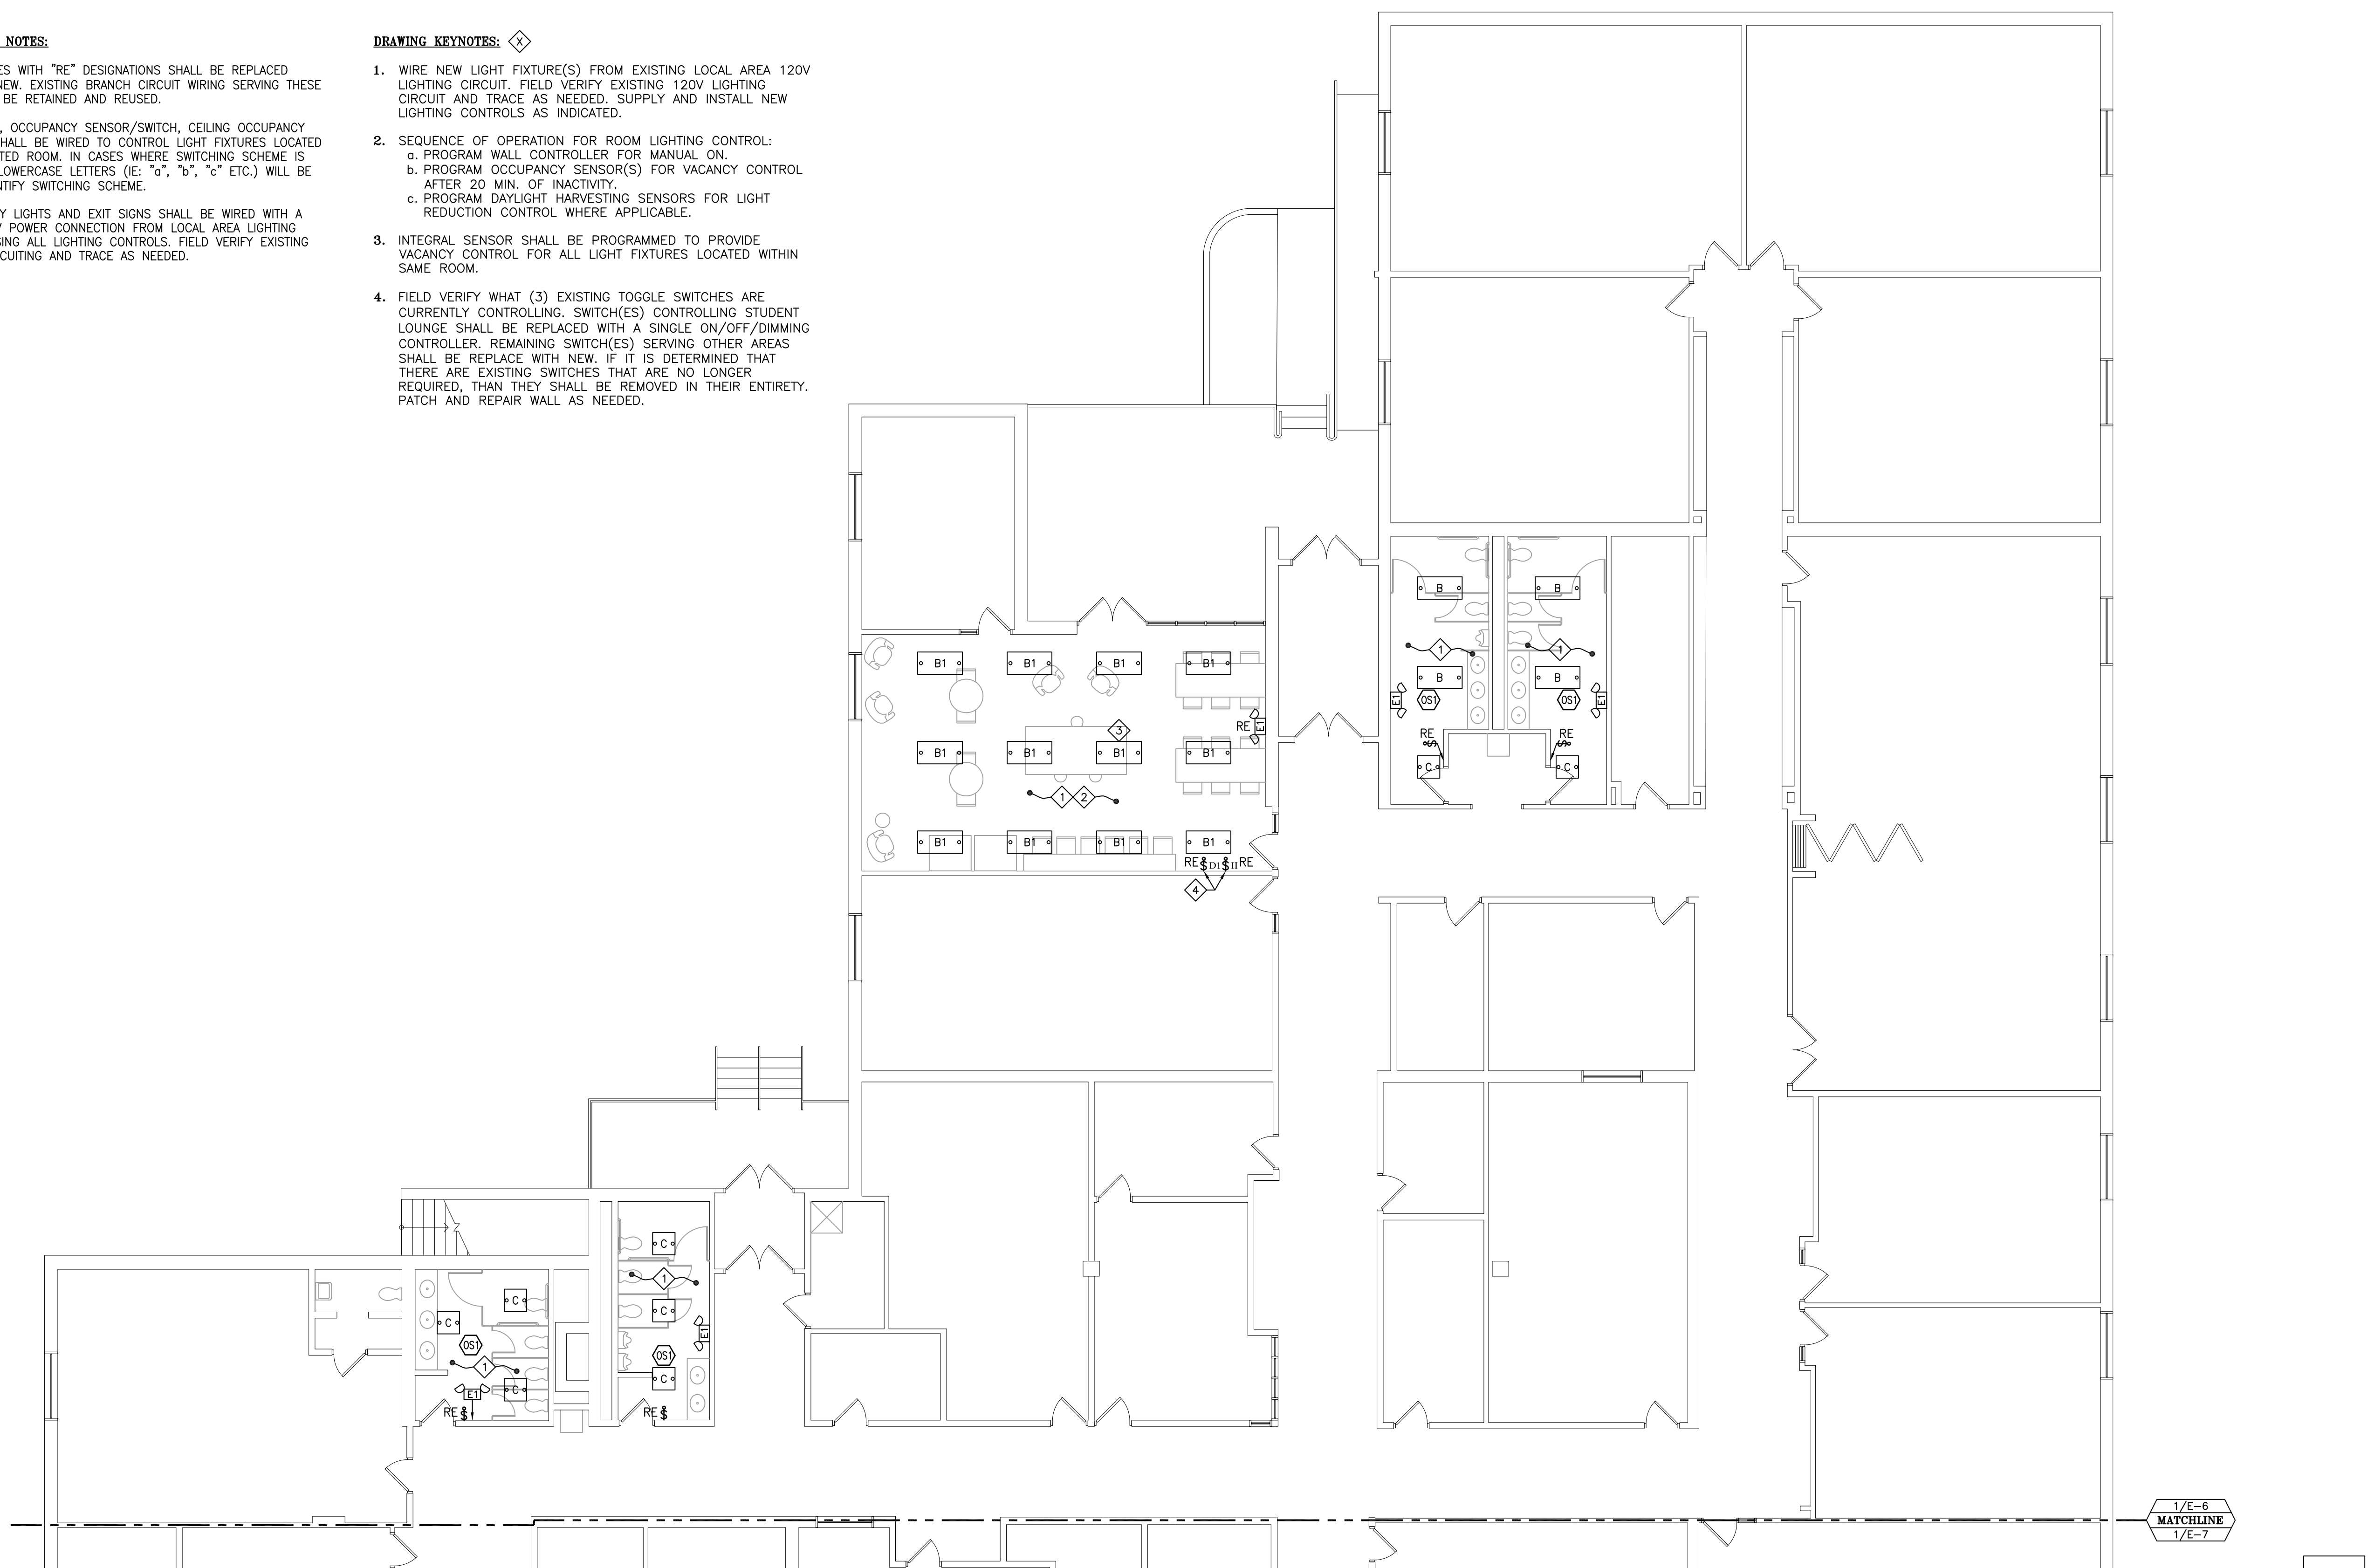 NOTES:
ES WITH "RE" DESIGNATIONS SHALL BE REPLACED
NEW. EXISTING BRANCH CIRCUIT WIRING SERVING THESE
BE RETAINED AND REUSED.
, OCCUPANCY SENSOR/SWITCH, CEILING OCCUPANCY
HALL BE WIRED TO CONTROL LIGHT FIXTURES LOCATED
TED ROOM. IN CASES WHERE SWITCHING SCHEME IS
LOWERCASE LETTERS (IE: "a", "b", "c" ETC.) WILL BE
NTIFY SWITCHING SCHEME.
Y LIGHTS AND EXIT SIGNS SHALL BE WIRED WITH A
Y POWER CONNECTION FROM LOCAL AREA LIGHTING
SING ALL LIGHTING CONTROLS. FIELD VERIFY EXISTING
CUITING AND TRACE AS NEEDED.
DRAWING KEYNOTES: X
1. WIRE NEW LIGHT FIXTURE(S) FROM EXISTING LOCAL AREA 120V
LIGHTING CIRCUIT. FIELD VERIFY EXISTING 120V LIGHTING
CIRCUIT AND TRACE AS NEEDED. SUPPLY AND INSTALL NEW
LIGHTING CONTROLS AS INDICATED.
2. SEQUENCE OF OPERATION FOR ROOM LIGHTING CONTROL:
a. PROGRAM WALL CONTROLLER FOR MANUAL ON.
b. PROGRAM OCCUPANCY SENSOR(S) FOR VACANCY CONTROL
AFTER 20 MIN. OF INACTIVITY.
c. PROGRAM DAYLIGHT HARVESTING SENSORS FOR LIGHT
REDUCTION CONTROL WHERE APPLICABLE.
3. INTEGRAL SENSOR SHALL BE PROGRAMMED TO PROVIDE
VACANCY CONTROL FOR ALL LIGHT FIXTURES LOCATED WITHIN
SAME ROOM.
4. FIELD VERIFY WHAT (3) EXISTING TOGGLE SWITCHES ARE
CURRENTLY CONTROLLING. SWITCH(ES) CONTROLLING STUDENT
LOUNGE SHALL BE REPLACED WITH A SINGLE ON/OFF/DIMMING
CONTROLLER. REMAINING SWITCH(ES) SERVING OTHER AREAS
SHALL BE REPLACE WITH NEW. IF IT IS DETERMINED THAT
THERE ARE EXISTING SWITCHES THAT ARE NO LONGER
REQUIRED, THAN THEY SHALL BE REMOVED IN THEIR ENTIRETY.
PATCH AND REPAIR WALL AS NEEDED.
B B
1 1
B B
E1 OS1 OS1 E1
RE RE
$ $
C C
B1 B1 B1 B1
3
RE E1
B1 B1 B1 B1
1 2
B1 B1 B1 B1
RE $ D1 $ II RE
4
C
1
C
E1
OS1
C
RE $
C
C
OS1
1
C
E1
RE $
1/E-6
MATCHLINE
1/E-7